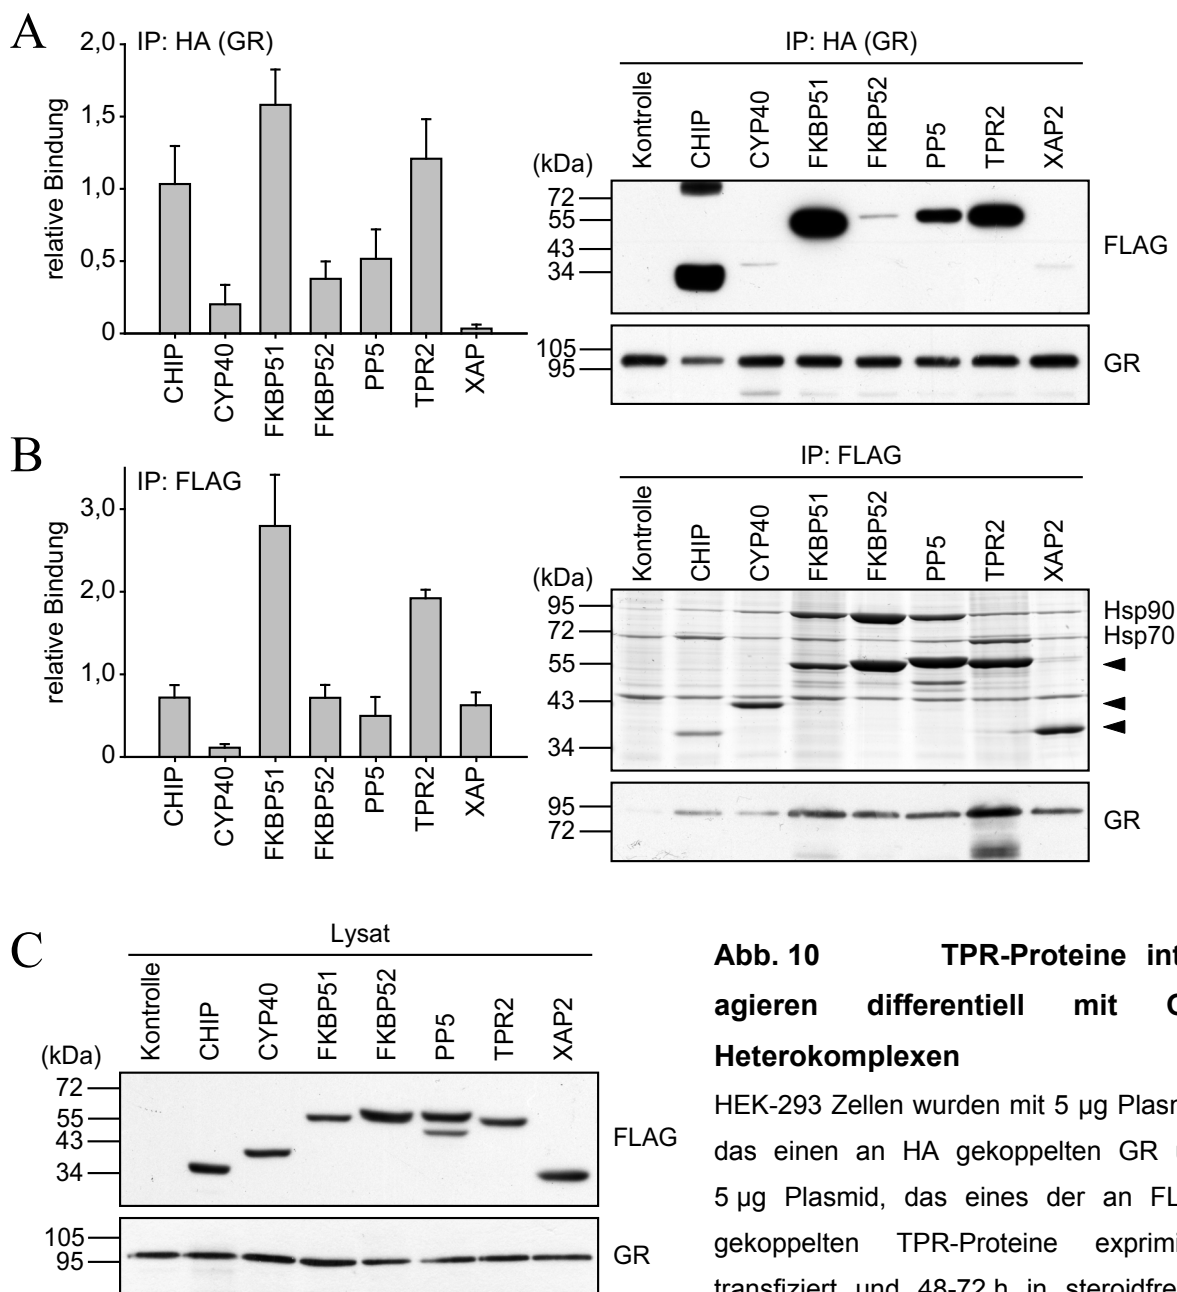 A
IP: HA (GR)
relative Bindung
2,0
1,5
1,0
0,5
0
CHIP
CYP40
FKBP51
FKBP52
PP5
TPR2
XAP
IP: HA (GR)
Kontrolle
CHIP
CYP40
FKBP51
FKBP52
PP5
TPR2
XAP2
(kDa)
72
55
43
34
FLAG
105
95
GR
B
IP: FLAG
relative Bindung
3,0
2,0
1,0
0
CHIP
CYP40
FKBP51
FKBP52
PP5
TPR2
XAP
IP: FLAG
Kontrolle
CHIP
CYP40
FKBP51
FKBP52
PP5
TPR2
XAP2
(kDa)
95
72
55
43
34
Hsp90
Hsp70
95
72
GR
C
Lysat
Kontrolle
CHIP
CYP40
FKBP51
FKBP52
PP5
TPR2
XAP2
(kDa)
72
55
43
34
FLAG
105
95
GR
Abb. 10 TPR-Proteine int
agieren differentiell mit
Heterokomplexen
HEK-293 Zellen wurden mit 5 µg Plasm
das einen an HA gekoppelten GR
5 µg Plasmid, das eines der an FL
gekoppelten TPR-Proteine exprimi
transfiziert und 48-72 h in steroidfre